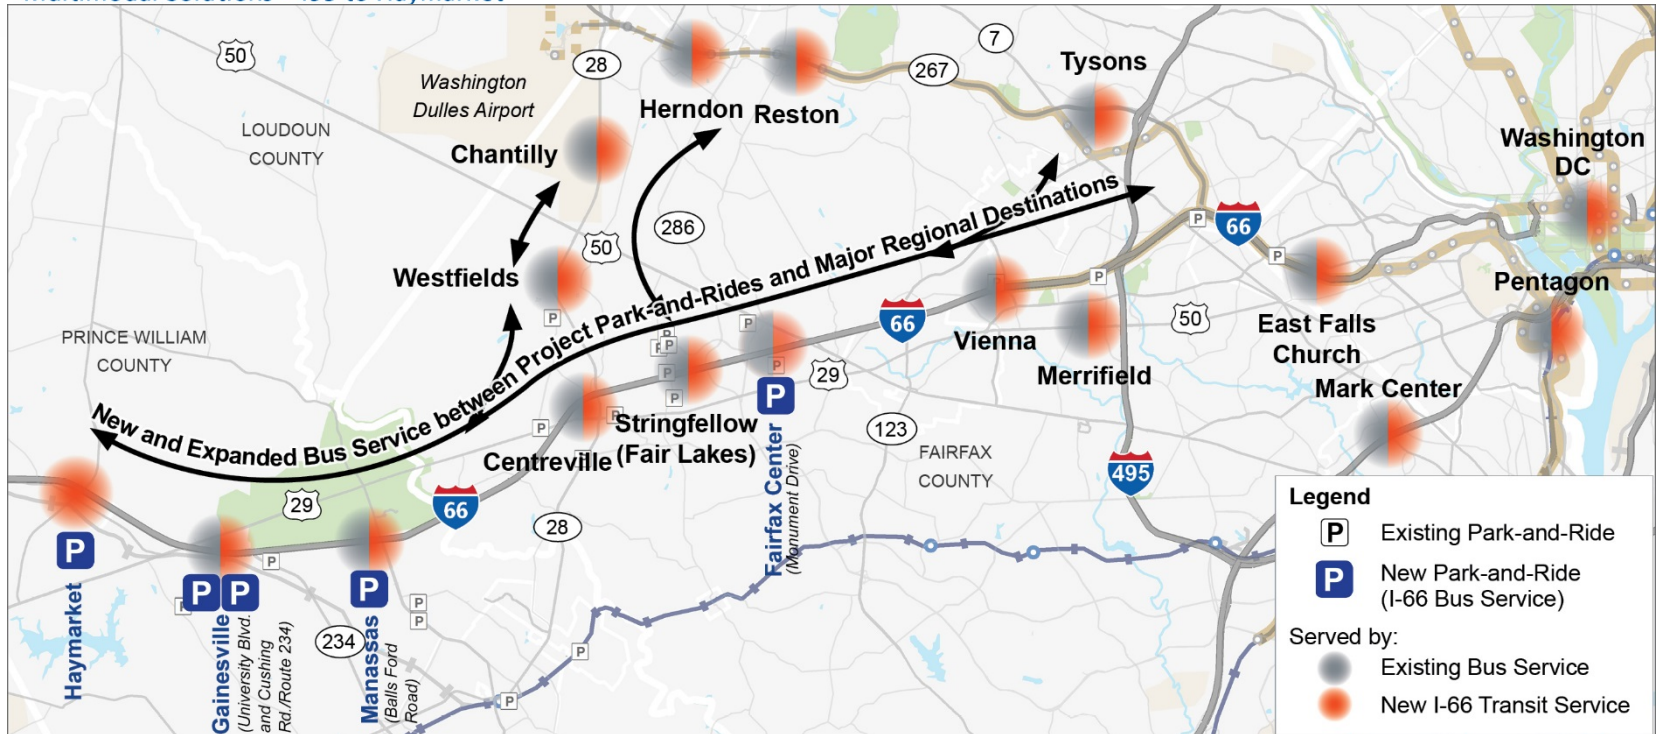 50
28
7
267
Tysons
Washington
Dulles Airport
Herndon
Reston
LOUDOUN
COUNTY
Chantilly
Washington
DC
286
50
66
Westfields
New and Expanded Bus Service between Project Park-and-Rides and Major Regional Destinations
Pentagon
PRINCE WILLIAM
COUNTY
66
Vienna
50
East Falls
Church
29
Merrifield
Mark Center
Stringfellow
(Fair Lakes)
Centreville
P
Fairfax Center
(Monument Drive)
123
FAIRFAX
COUNTY
495
29
66
28
P
Haymarket
P P
Gainesville
(University Blvd.
and Cushing
Rd./Route 234)
234
P
Manassas
(Balls Ford
Road)
Legend
P Existing Park-and-Ride
P New Park-and-Ride
(I-66 Bus Service)
Served by:
Existing Bus Service
New I-66 Transit Service